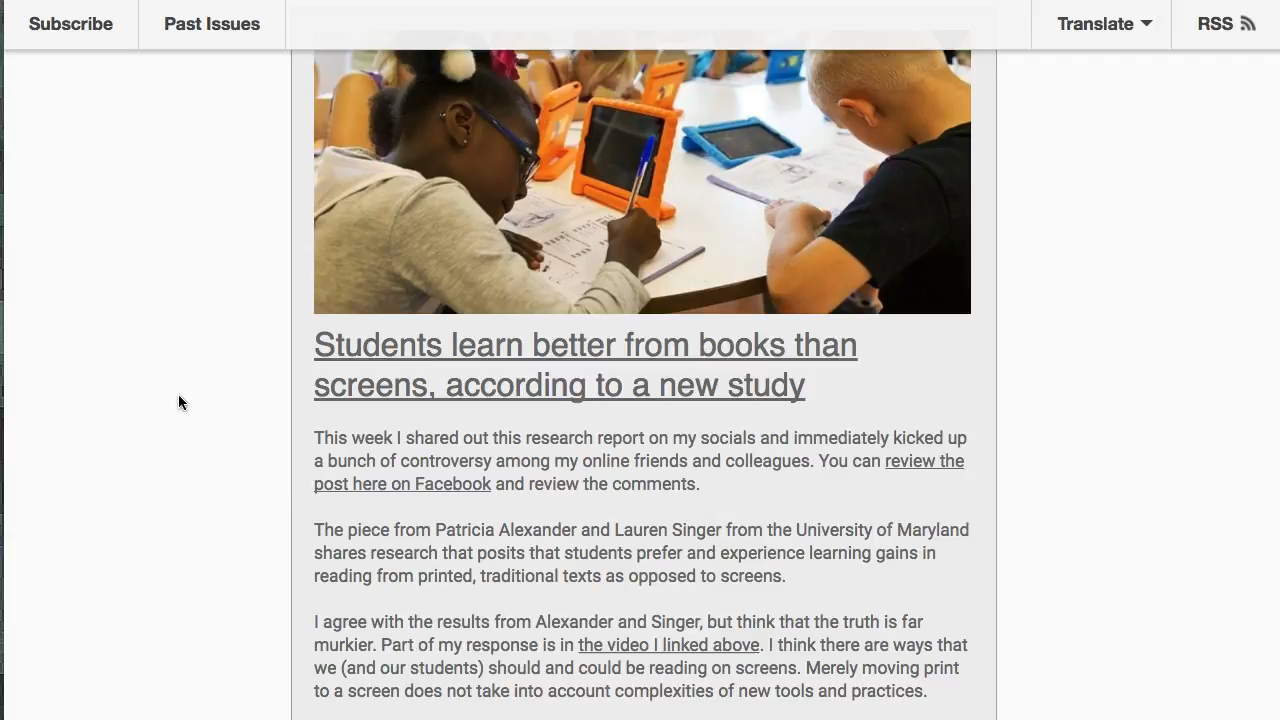 Subscribe
Past Issues
Translate
RSS
Students learn better from books than
screens, according to a new study
This week I shared out this research report on my socials and immediately kicked up
a bunch of controversy among my online friends and colleagues. You can review the
post here on Facebook and review the comments.
The piece from Patricia Alexander and Lauren Singer from the University of Maryland
shares research that posits that students prefer and experience learning gains in
reading from printed, traditional texts as opposed to screens.
I agree with the results from Alexander and Singer, but think that the truth is far
murkier. Part of my response is in the video I linked above. I think there are ways that
we (and our students) should and could be reading on screens. Merely moving print
to a screen does not take into account complexities of new tools and practices.